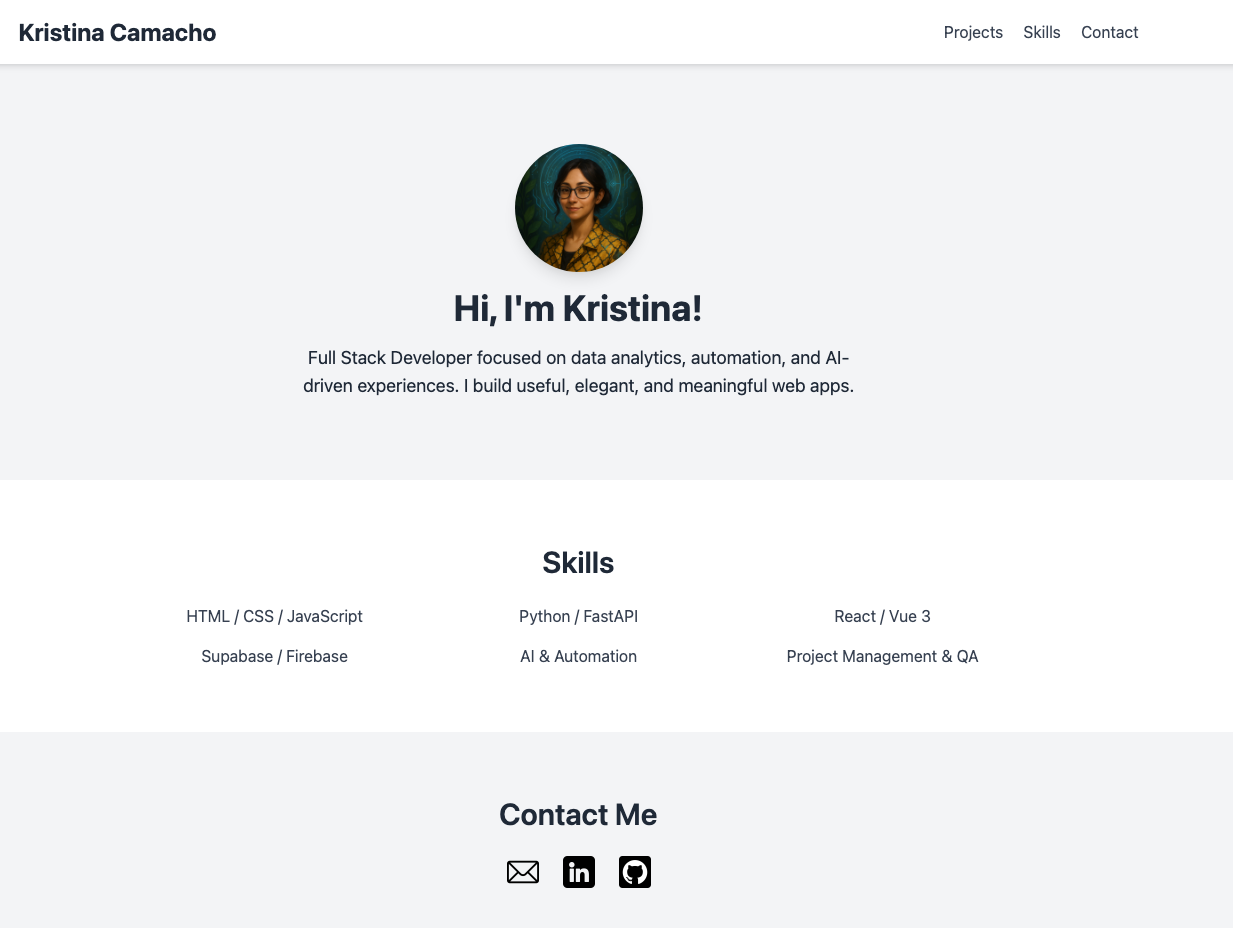 Kristina Camacho
Projects Skills Contact
Hi, I'm Kristina!
Full Stack Developer focused on data analytics, automation, and AI-
driven experiences. I build useful, elegant, and meaningful web apps.
Skills
HTML / CSS / JavaScript
Python / FastAPI
React / Vue 3
Supabase / Firebase
AI & Automation
Project Management & QA
Contact Me
in